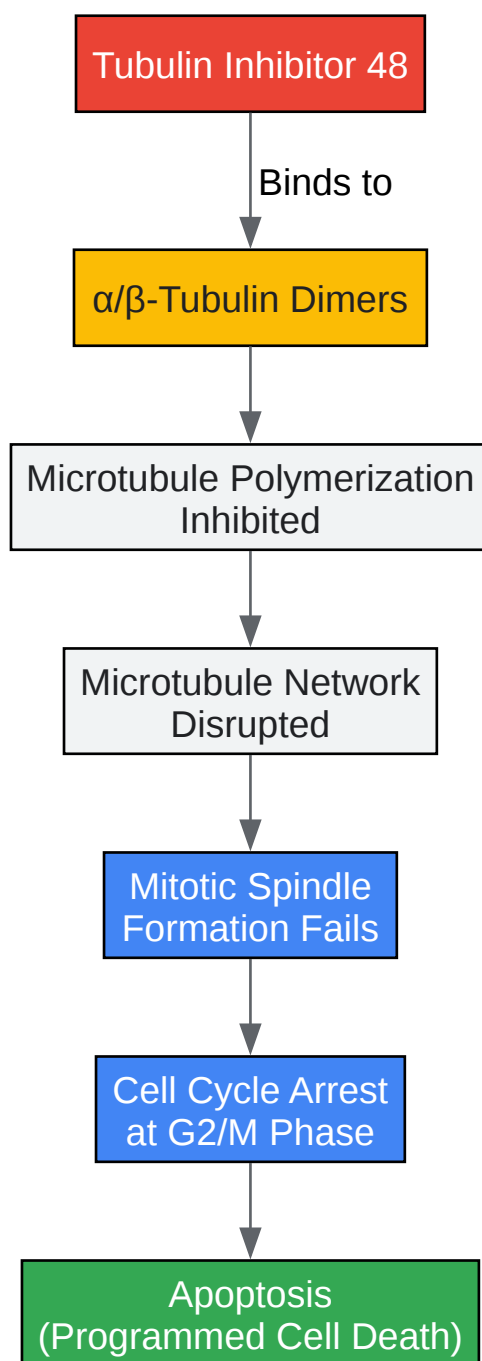 Tubulin Inhibitor 48
Binds to
α/β-Tubulin Dimers
Microtubule Polymerization
Inhibited
Microtubule Network
Disrupted
Mitotic Spindle
Formation Fails
Cell Cycle Arrest
at G2/M Phase
Apoptosis
(Programmed Cell Death)